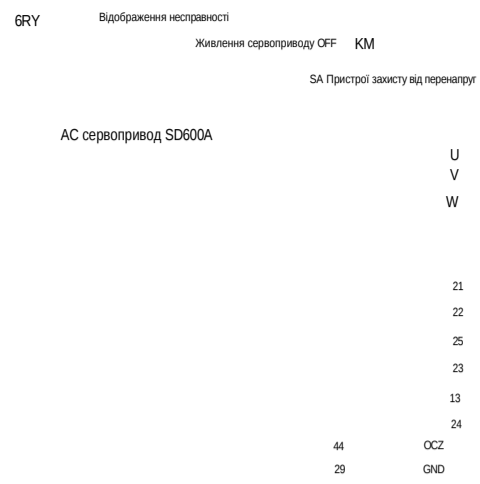 6RY Відображення несправності
Живлення сервоприводу OFF KM
SA Пристрої захисту від перенапруг
АС сервопривод SD600A
U
V
W
21
22
25
23
13
24
44 OCZ
29 GND